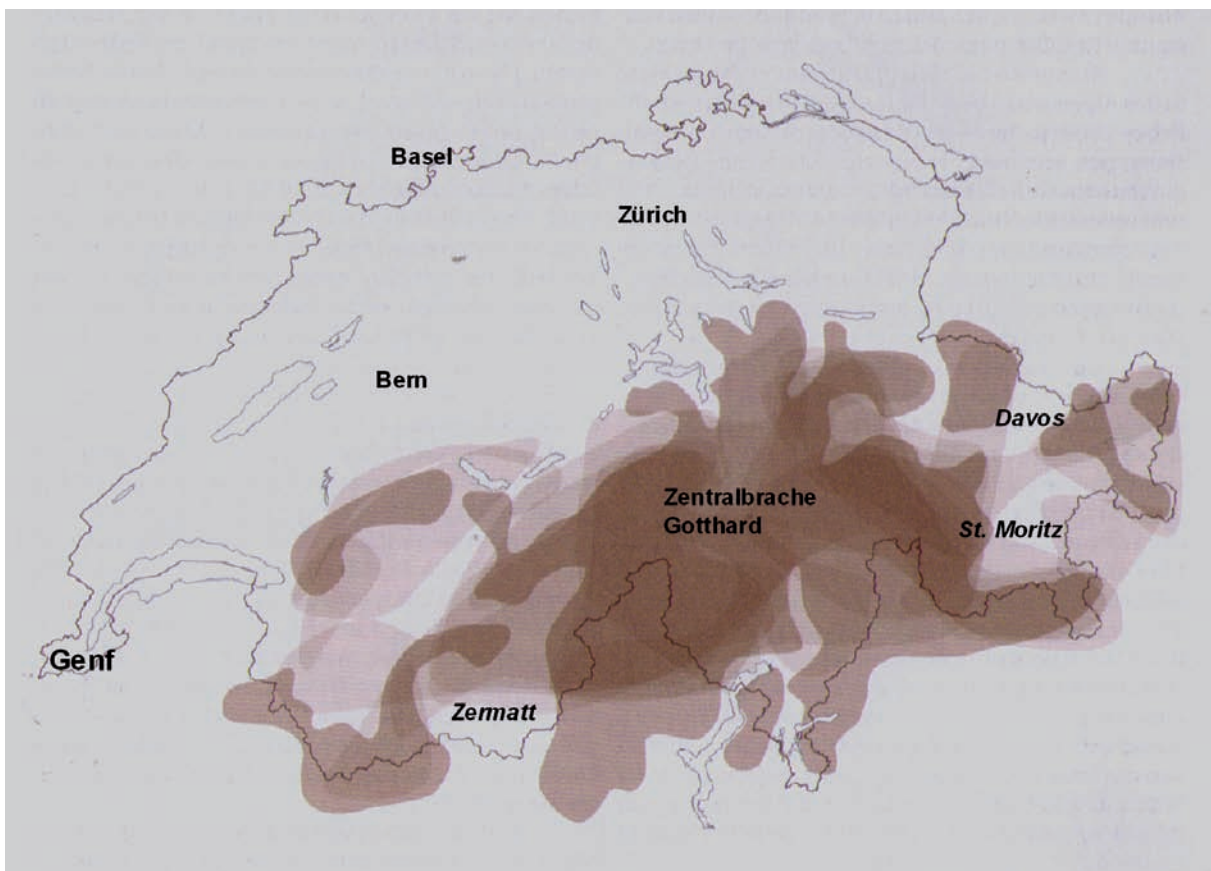 Basel
Zürich
Bern
Davos
Zentralbrache
Gotthard
St. Moritz
Genf
Zermatt